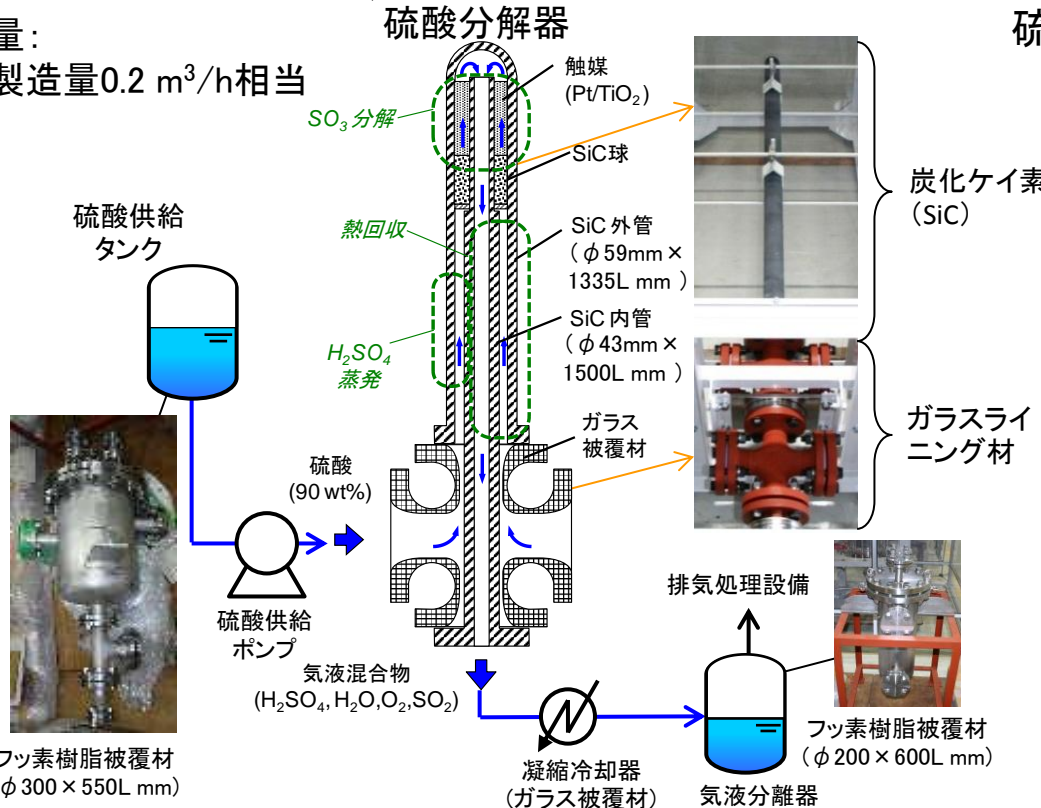 量:
製造量0.2 m³/h相当
硫酸分解器
硫
触媒
(Pt/TiO₂)
SO₃ 分解
SiC球
炭化ケイ素
（SiC）
硫酸供給
タンク
熱回収
SiC 外管
（φ59mm×
1335L mm ）
SiC 内管
（φ43mm×
1500L mm ）
H₂SO₄
蒸発
ガラス
被覆材
ガラスライ
ニング材
硫酸
(90 wt%)
硫酸供給
ポンプ
排気処理設備
気液混合物
(H₂SO₄, H₂O,O₂,SO₂)
フッ素樹脂被覆材
φ300×550L mm）
凝縮冷却器
(ガラス被覆材)
気液分離器
フッ素樹脂被覆材
（φ200×600L mm）